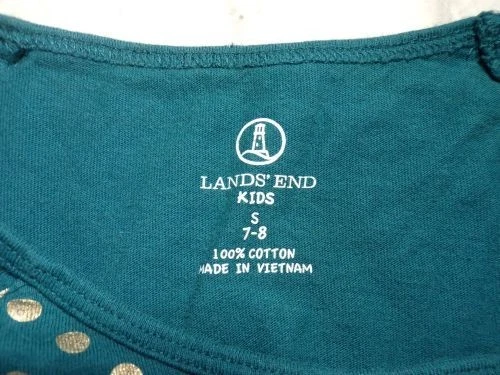 LANDS' END
KIDS
S
7-8
100% COTTON
MADE IN VIETNAM